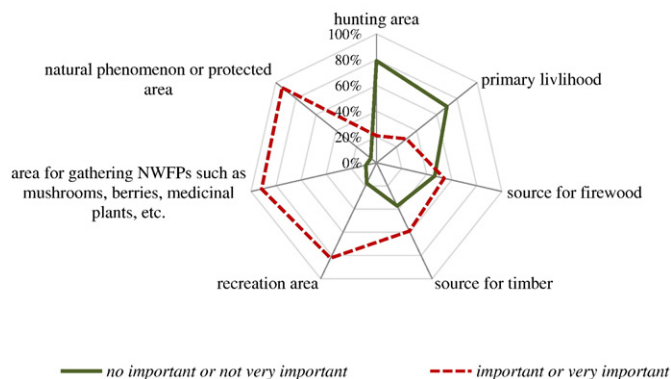 hunting area
100%
80%
60%
40%
20%
0%
natural phenomenon or protected
area
primary livlihood
area for gathering NWFPs such as
mushrooms, berries, medicinal
plants, etc.
source for firewood
recreation area
source for timber
no important or not very important
important or very important